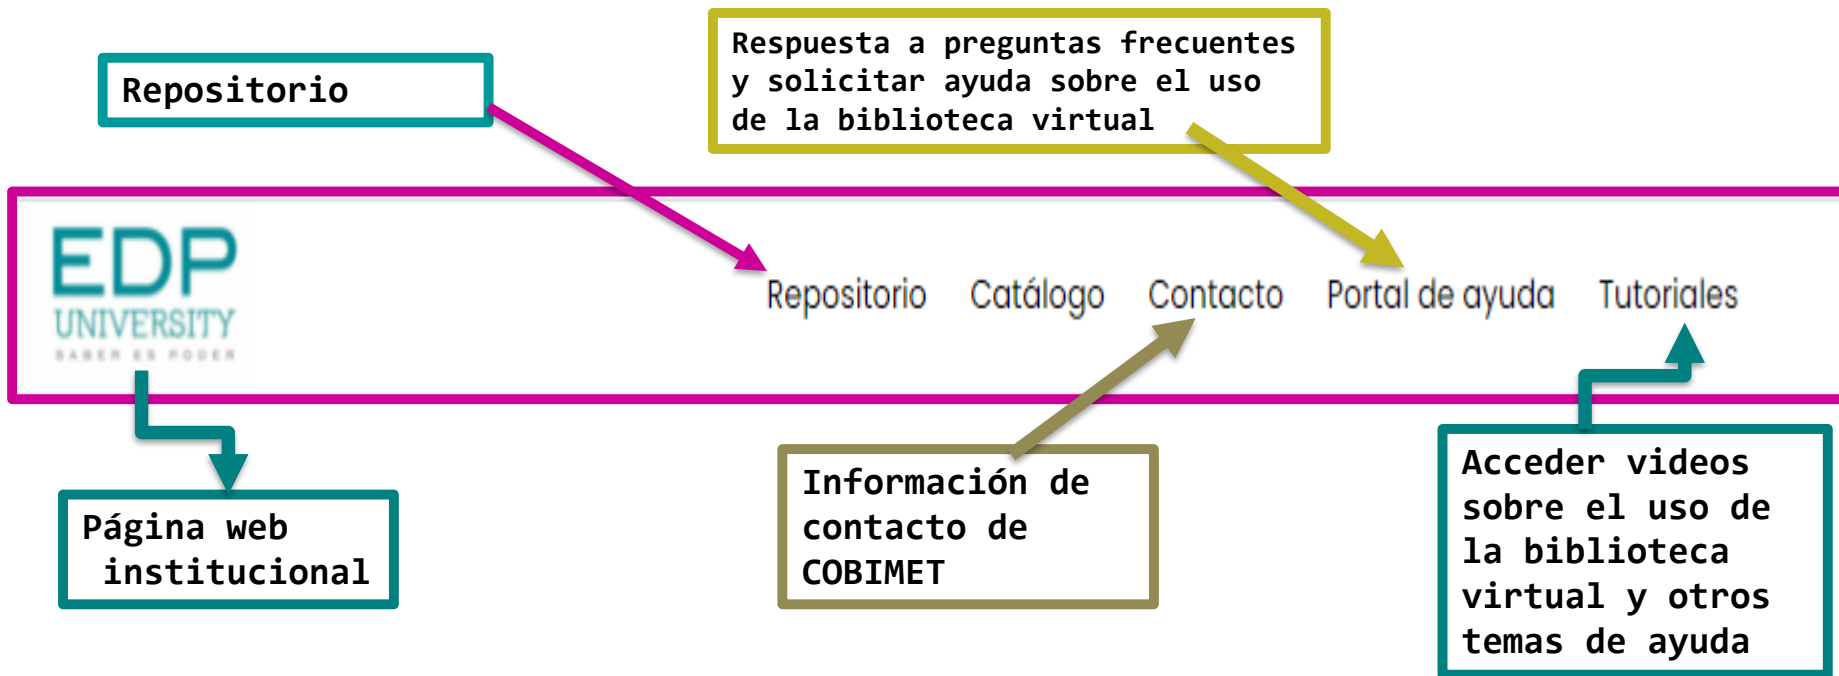 Repositorio
Respuesta a preguntas frecuentes
y solicitar ayuda sobre el uso
de la biblioteca virtual
EDP
UNIVERSITY
SABER ES PODER
Repositorio Catálogo Contacto Portal de ayuda Tutoriales
Página web
institucional
Información de
contacto de
COBIMET
Acceder videos
sobre el uso de
la biblioteca
virtual y otros
temas de ayuda